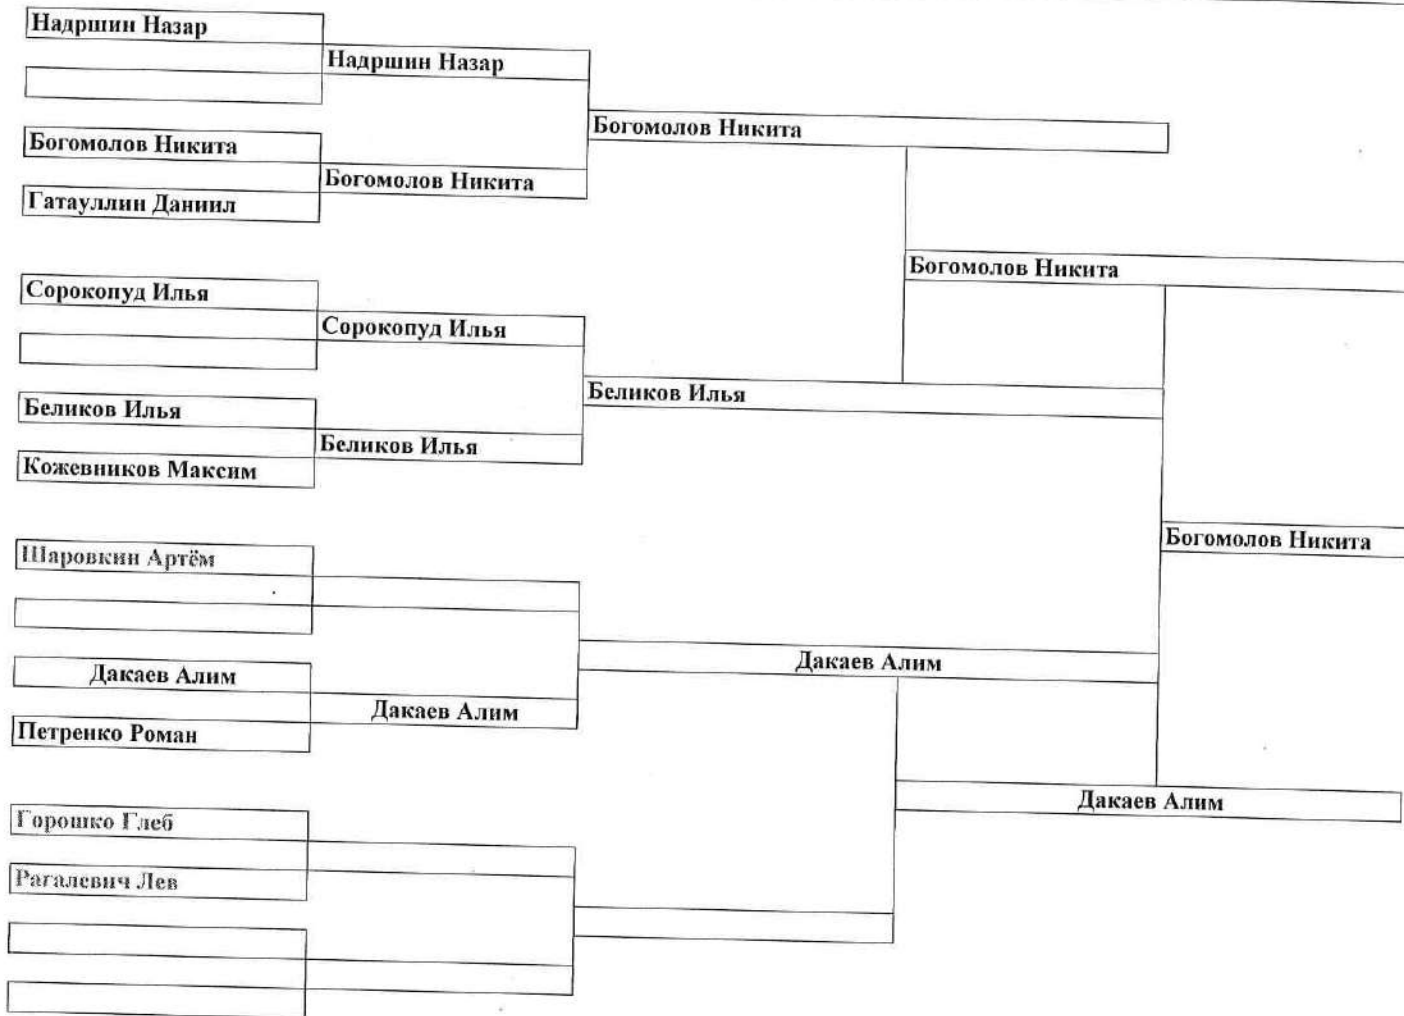 Надршин Назар
Надршин Назар
Богомолов Никита
Богомолов Никита
Богомолов Никита
Гатауллин Даниил
Богомолов Никита
Сорокопуд Илья
Сорокопуд Илья
Беликов Илья
Беликов Илья
Беликов Илья
Кожевников Максим
Богомолов Никита
Шаровкин Артём
Дакаев Алим
Дакаев Алим
Дакаев Алим
Петренко Роман
Дакаев Алим
Горошко Глеб
Рагалевич Лев